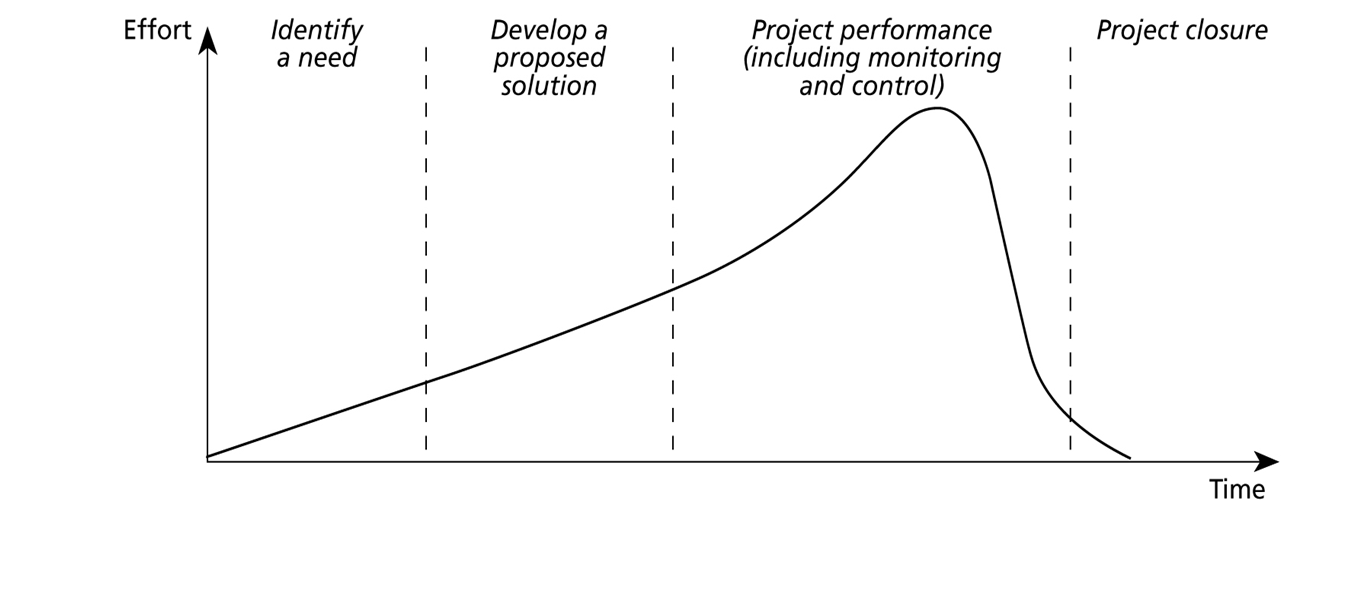 Effort
Identify
a need
Develop a
proposed
solution
Project performance
(including monitoring
and control)
Project closure
Time